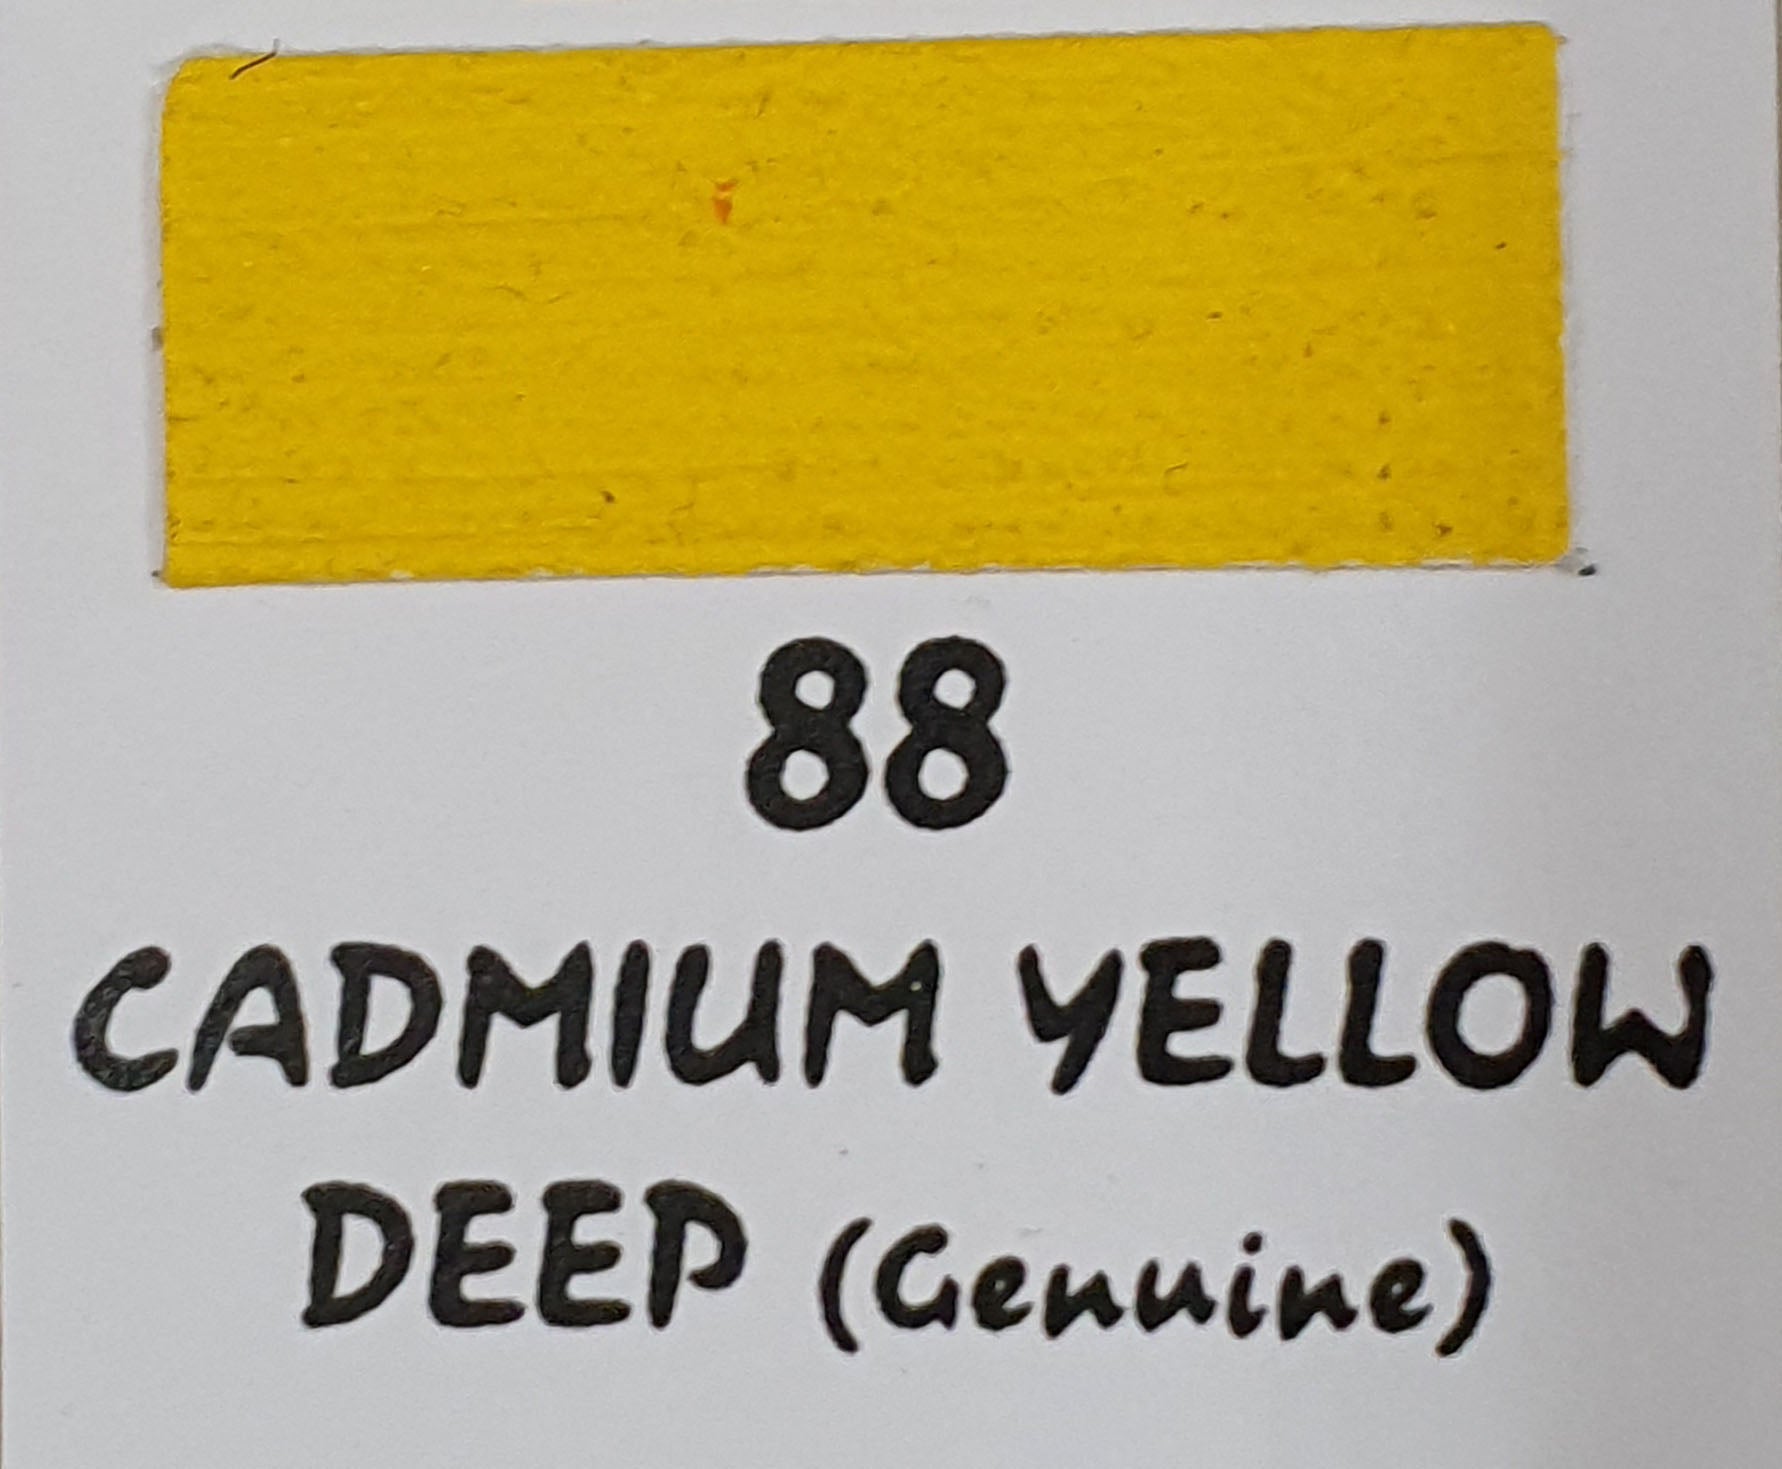 88
CADMIUM YELLOW
DEEP (Genuine)